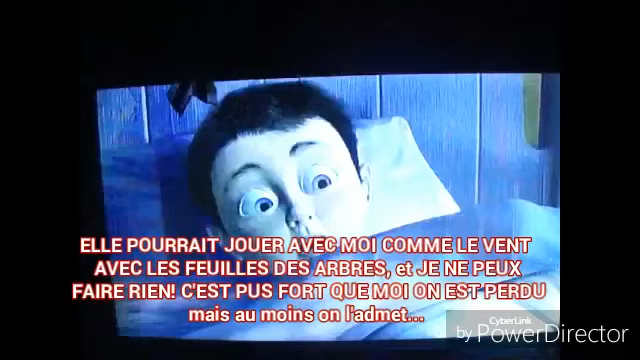 ELLE POURRAIT JOUER AVEC MOI COMME LE VENT
AVEC LES FEUILLES DES ARBRES, et JE NE PEUX
FAIRE RIEN! C'EST PUS FORT QUE MOI ON EST PERDU
mais au moins on l'admet...
CyberLink
by PowerDirector